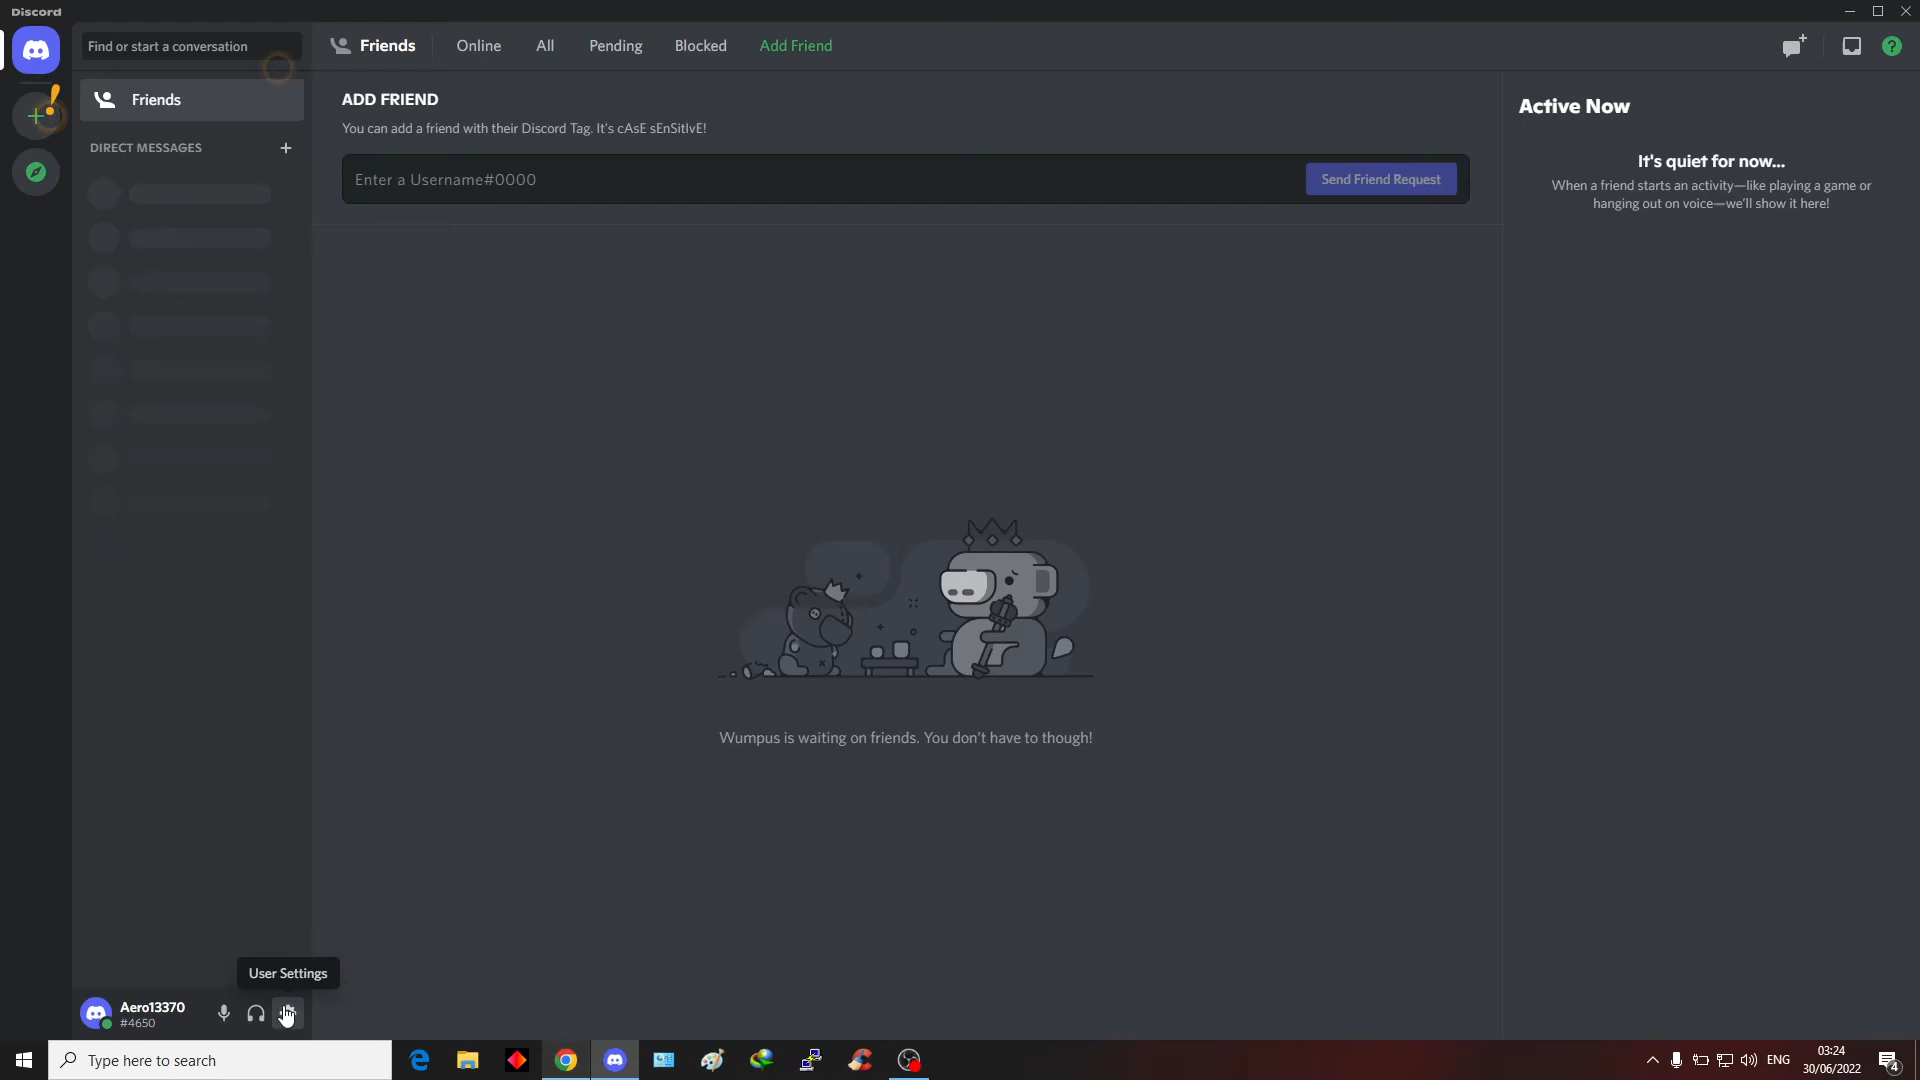 Discord
Find or start a conversation
Friends
Online
All
Pending
Blocked
Add Friend
Friends
DIRECT MESSAGES
ADD FRIEND
You can add a friend with their Discord Tag. It's cAsE sEnSitIvE!
Enter a Username#0000
Send Friend Request
Active Now
It's quiet for now...
When a friend starts an activity—like playing a game or
hanging out on voice—we'll show it here!
Wumpus is waiting on friends. You don't have to though!
User Settings
Aero13370
#4650
Type here to search
ENG
03:24
30/06/2022
4